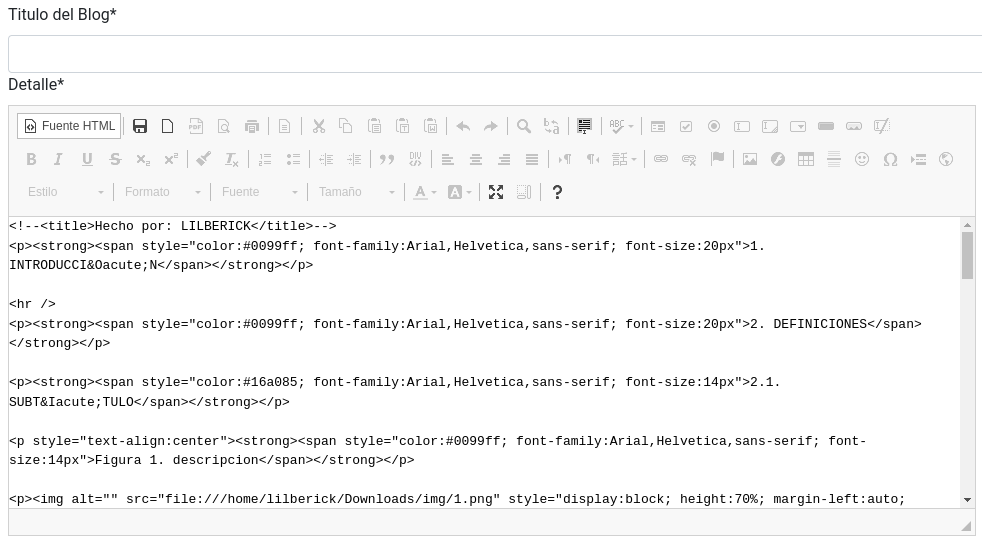 Titulo del Blog*
Detalle*
Fuente HTML
Estilo
Formato
Fuente
Tamaño
<!--<title>Hecho por: LILBERICK</title>-->
<p><strong><span style="color:#0099ff; font-family:Arial,Helvetica,sans-serif; font-size:20px">1.
INTRODUCCI&Oacute;N</span></strong></p>
<hr />
<p><strong><span style="color:#0099ff; font-family:Arial,Helvetica,sans-serif; font-size:20px">2. DEFINICIONES</span>
</strong></p>
<p><strong><span style="color:#16a085; font-family:Arial,Helvetica,sans-serif; font-size:14px">2.1.
SUBT&Iacute;TULO</span></strong></p>
<p style="text-align:center"><strong><span style="color:#0099ff; font-family:Arial,Helvetica,sans-serif; font-
size:14px">Figura 1. descripcion</span></strong></p>
<p><img alt="" src="file:///home/lilberick/Downloads/img/1.png" style="display:block; height:70%; margin-left:auto;